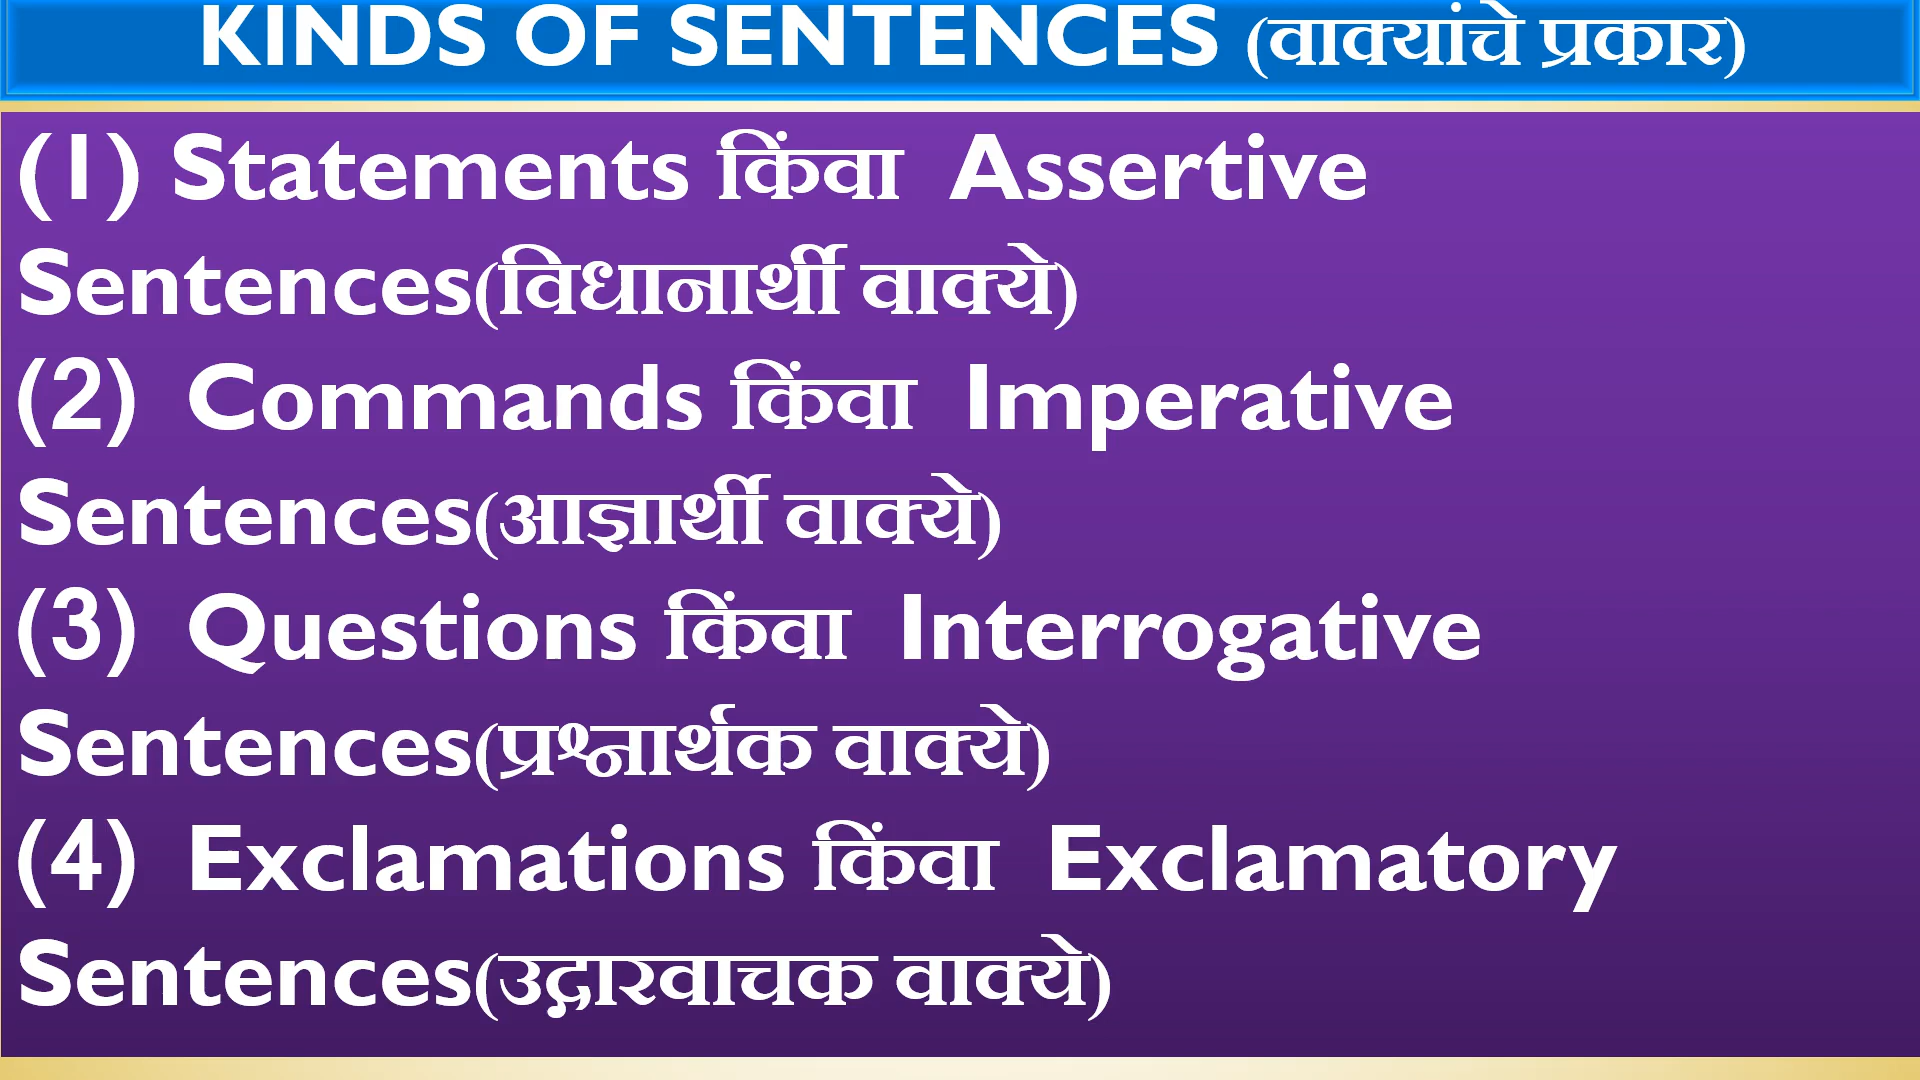 KINDS OF SENTENCES (वाक्यांचे प्रकार)
(1) Statements किंवा Assertive
Sentences(विधानार्थी वाक्ये)
(2) Commands किंवा Imperative
Sentences(आज्ञार्थी वाक्ये)
(3) Questions किंवा Interrogative
Sentences(प्रश्नार्थक वाक्ये)
(4) Exclamations किंवा Exclamatory
Sentences(उद्गारवाचक वाक्ये)